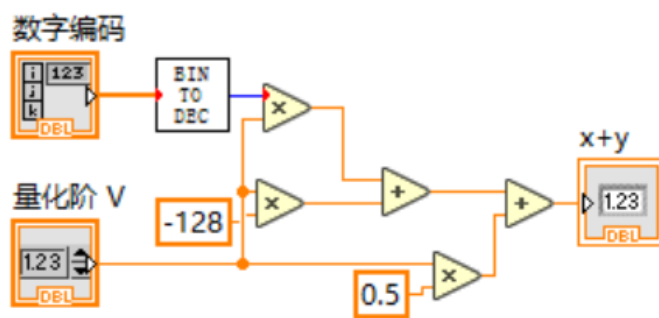 数字编码
i
j
k
123
DBL
BIN
TO
DEC
×
x+y
量化阶 V
-128
×
+
+
1.23
DBL
1.23
DBL
0.5
×